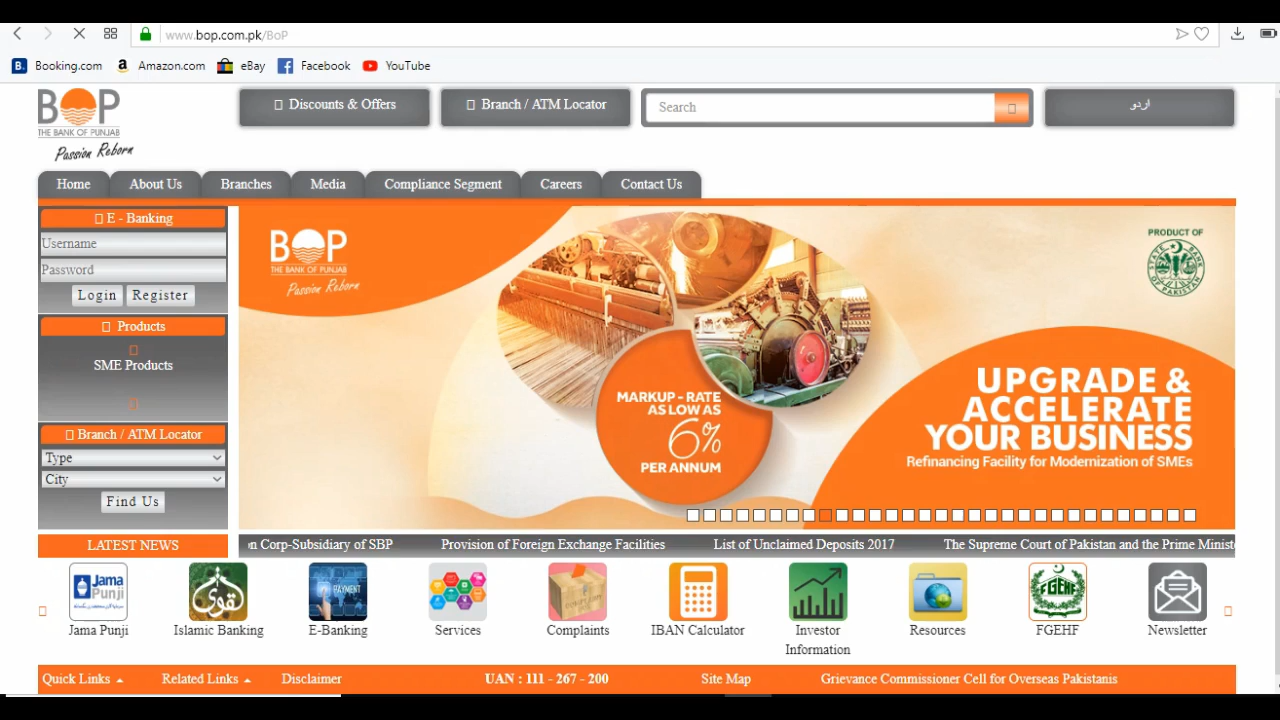 www.bop.com.pk/BoP
B. Booking.com a Amazon.com eBay Facebook YouTube
BOP
THE BANK OF PUNJAB
Passion Reborn
Discounts & Offers
Branch / ATM Locator
Search
اردو
Home About Us Branches Media Compliance Segment Careers Contact Us
E - Banking
Username
Password
Login Register
Products
SME Products
Branch / ATM Locator
Type
City
Find Us
BOP
THE BANK OF PUNJAB
Passion Reborn
PRODUCT OF
STATE BANK OF PAKISTAN
MARKUP - RATE
AS LOW AS
6%
PER ANNUM
UPGRADE &
ACCELERATE
YOUR BUSINESS
Refinancing Facility for Modernization of SMEs
LATEST NEWS
n Corp-Subsidiary of SBP Provision of Foreign Exchange Facilities List of Unclaimed Deposits 2017 The Supreme Court of Pakistan and the Prime Ministe
Jama
Punji
PAYMENT
FGEHF
Jama Punji Islamic Banking E-Banking Services Complaints IBAN Calculator Investor Resources FGEHF Newsletter
Information
Quick Links Related Links Disclaimer UAN : 111 - 267 - 200 Site Map Grievance Commissioner Cell for Overseas Pakistanis